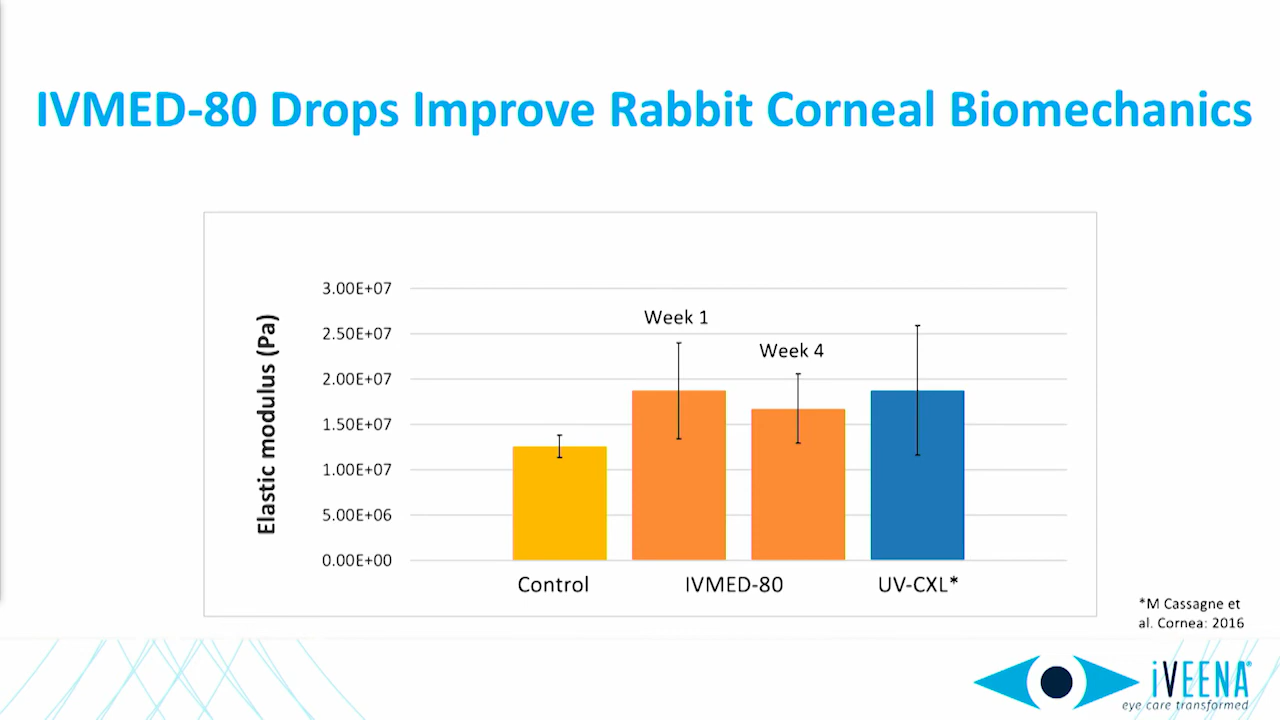 IVMED-80 Drops Improve Rabbit Corneal Biomechanics
Elastic modulus (Pa)
3.00E+07
2.50E+07
2.00E+07
1.50E+07
1.00E+07
5.00E+06
0.00E+00
Week 1
Week 4
Control
IVMED-80
UV-CXL*
*M Cassagne et
al. Cornea: 2016
iVEENA®
eye care transformed